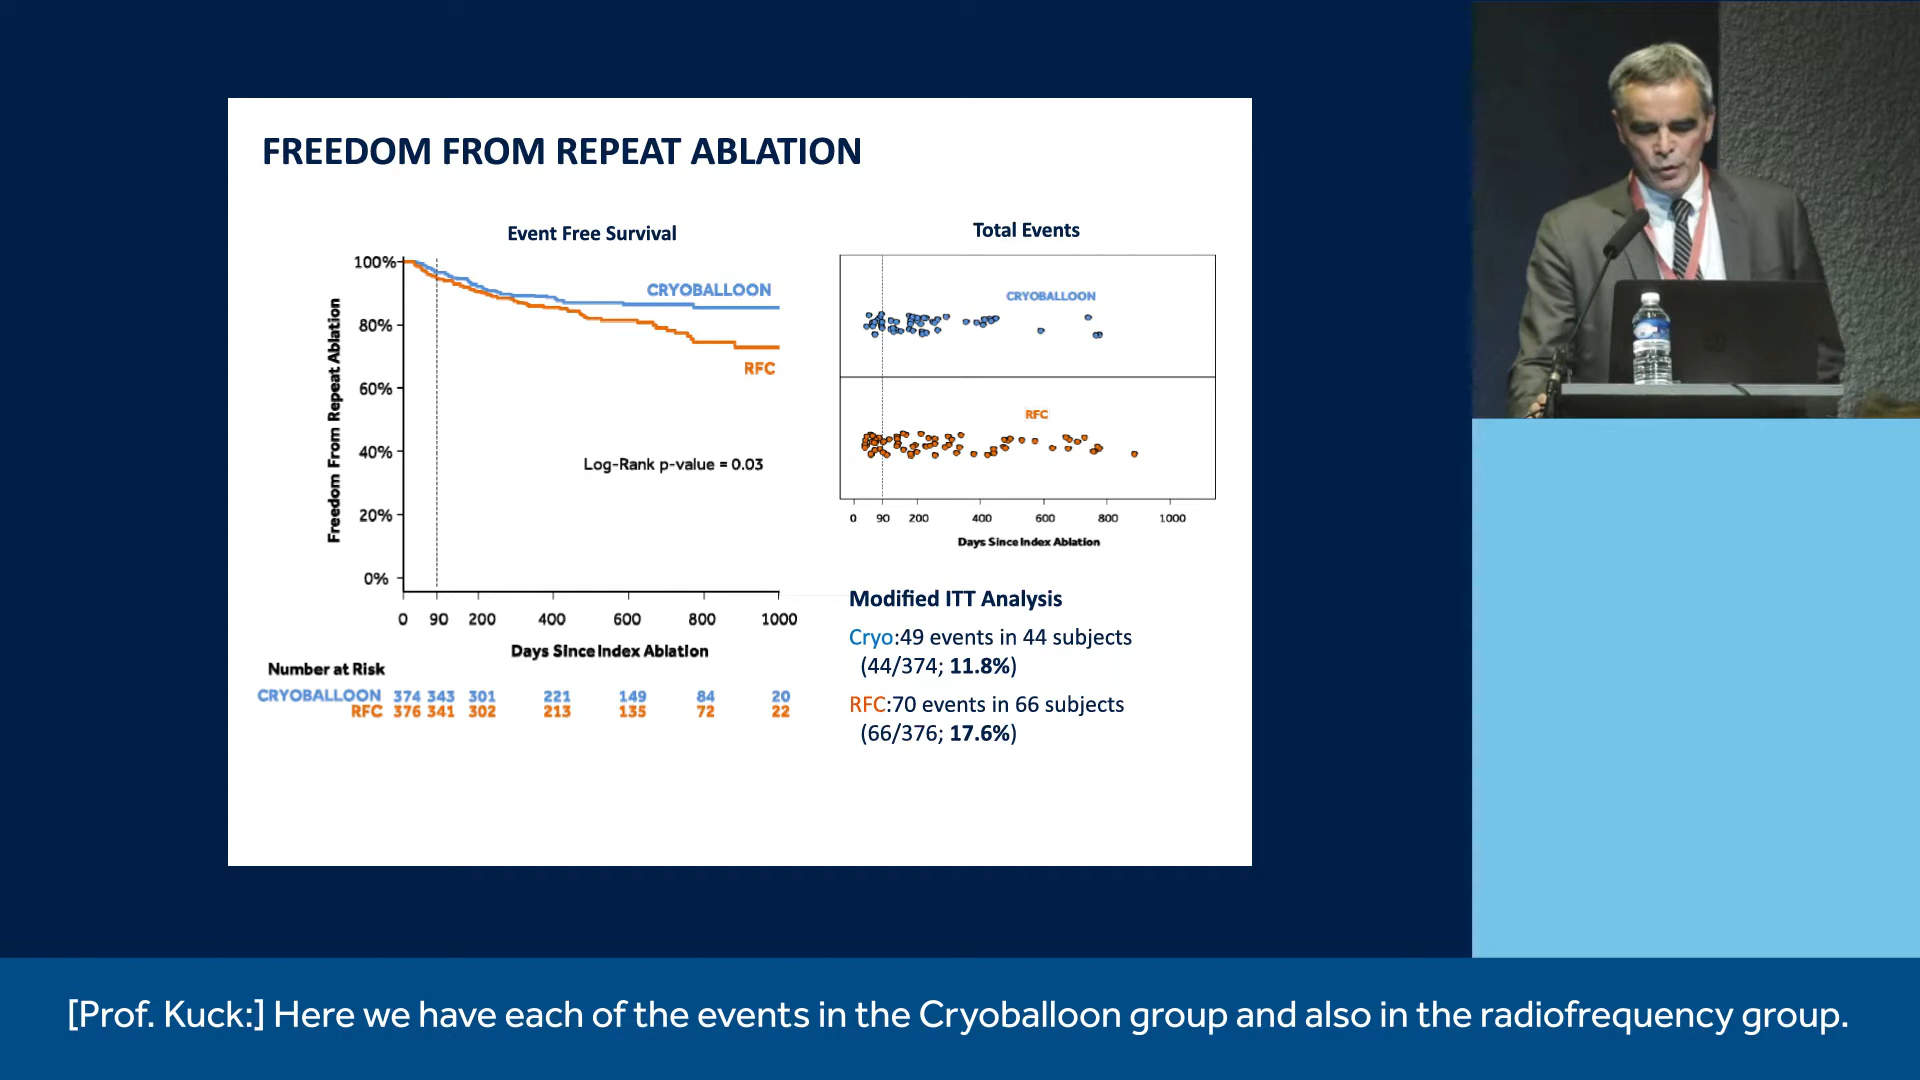 FREEDOM FROM REPEAT ABLATION
Event Free Survival
100%
80%
60%
40%
20%
0%
Freedom From Repeat Ablation
CRYOBALLOON
RFC
Log-Rank p-value = 0.03
0 90 200 400 600 800 1000
Days Since Index Ablation
Number at Risk
CRYOBALLOON 374 343 301 221 149 84 20
RFC 376 341 302 213 135 72 22
Total Events
CRYOBALLOON
RFC
0 90 200 400 600 800 1000
Days Since Index Ablation
Modified ITT Analysis
Cryo:49 events in 44 subjects
(44/374; 11.8%)
RFC:70 events in 66 subjects
(66/376; 17.6%)
[Prof. Kuck:] Here we have each of the events in the Cryoballoon group and also in the radiofrequency group.